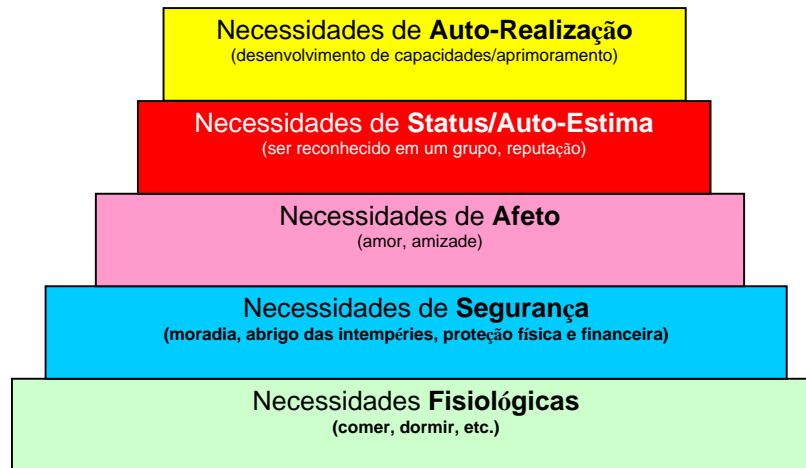 Necessidades de Auto-Realização
(desenvolvimento de capacidades/aprimoramento)
Necessidades de Status/Auto-Estima
(ser reconhecido em um grupo, reputação)
Necessidades de Afeto
(amor, amizade)
Necessidades de Segurança
(moradia, abrigo das intempéries, proteção física e financeira)
Necessidades Fisiológicas
(comer, dormir, etc.)